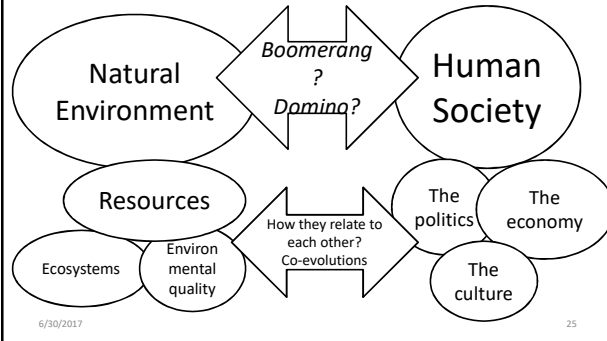 Natural
Environment
Boomerang
?
Domino?
Human
Society
Resources
Ecosystems
Environ
mental
quality
How they relate to
each other?
Co-evolutions
The
politics
The
economy
The
culture
6/30/2017
25